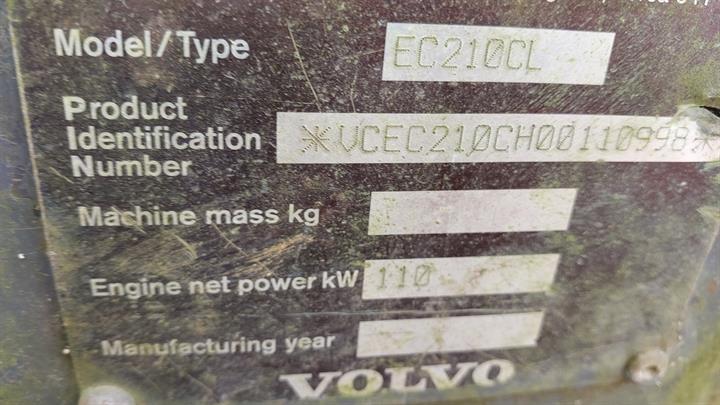 Model/Type EC210CL
Product
Identification *VCEC210CH00110998*
Number
Machine mass kg
Engine net power kW 110
Manufacturing year
VOLVO